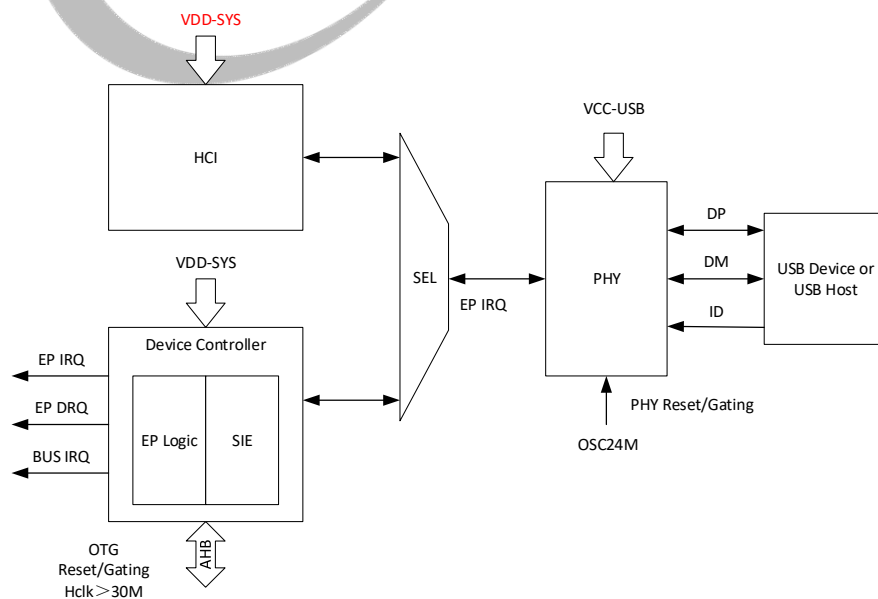 VDD-SYS
HCI
VCC-USB
DP
VDD-SYS
SEL
EP IRQ
PHY
DM
USB Device or
USB Host
ID
Device Controller
EP IRQ
EP DRQ
BUS IRQ
EP Logic
SIE
PHY Reset/Gating
OSC24M
AHB
OTG
Reset/Gating
Hclk＞30M